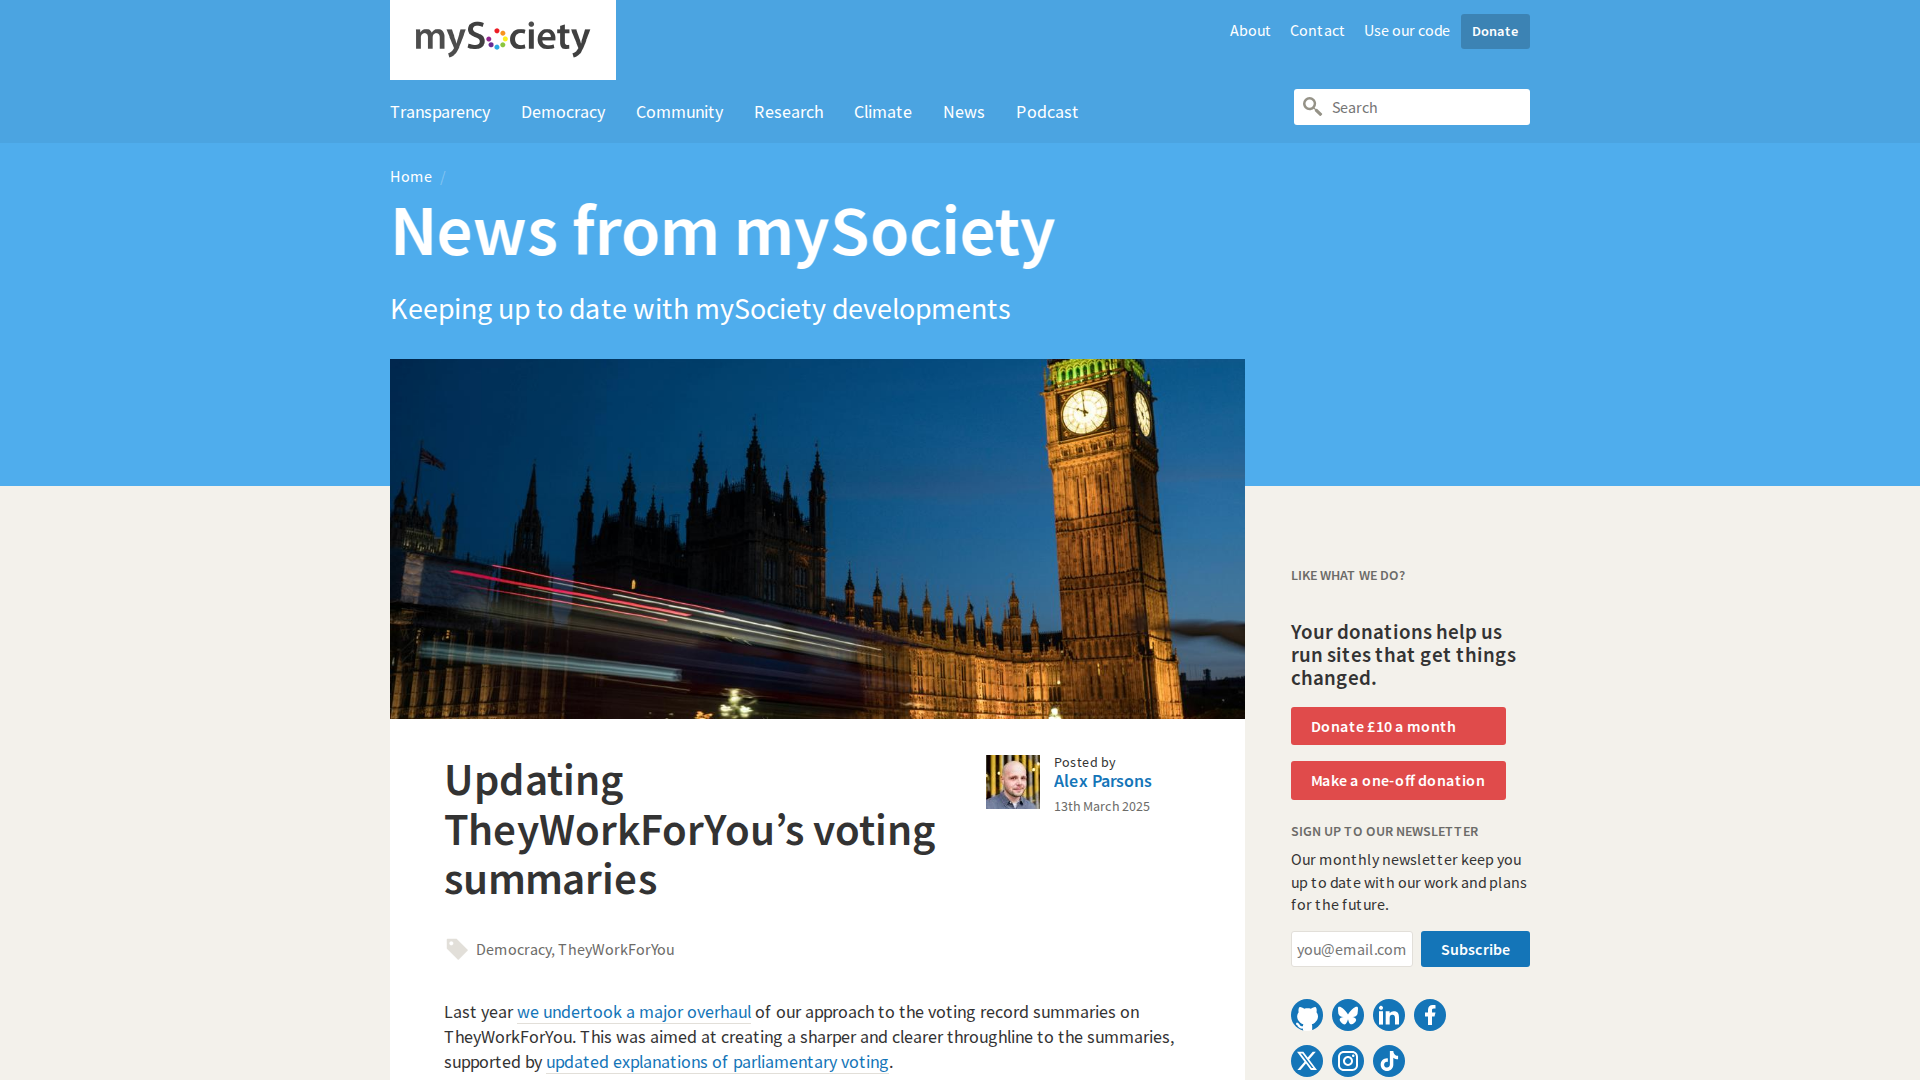 mySociety
About
Contact
Use our code
Donate
Transparency
Democracy
Community
Research
Climate
News
Podcast
Search
Home /
News from mySociety
Keeping up to date with mySociety developments
Updating
TheyWorkForYou’s voting
summaries
Posted by
Alex Parsons
13th March 2025
Democracy, TheyWorkForYou
Last year we undertook a major overhaul of our approach to the voting record summaries on
TheyWorkForYou. This was aimed at creating a sharper and clearer throughline to the summaries,
supported by updated explanations of parliamentary voting.
LIKE WHAT WE DO?
Your donations help us
run sites that get things
changed.
Donate £10 a month
Make a one-off donation
SIGN UP TO OUR NEWSLETTER
Our monthly newsletter keep you
up to date with our work and plans
for the future.
you@email.com
Subscribe